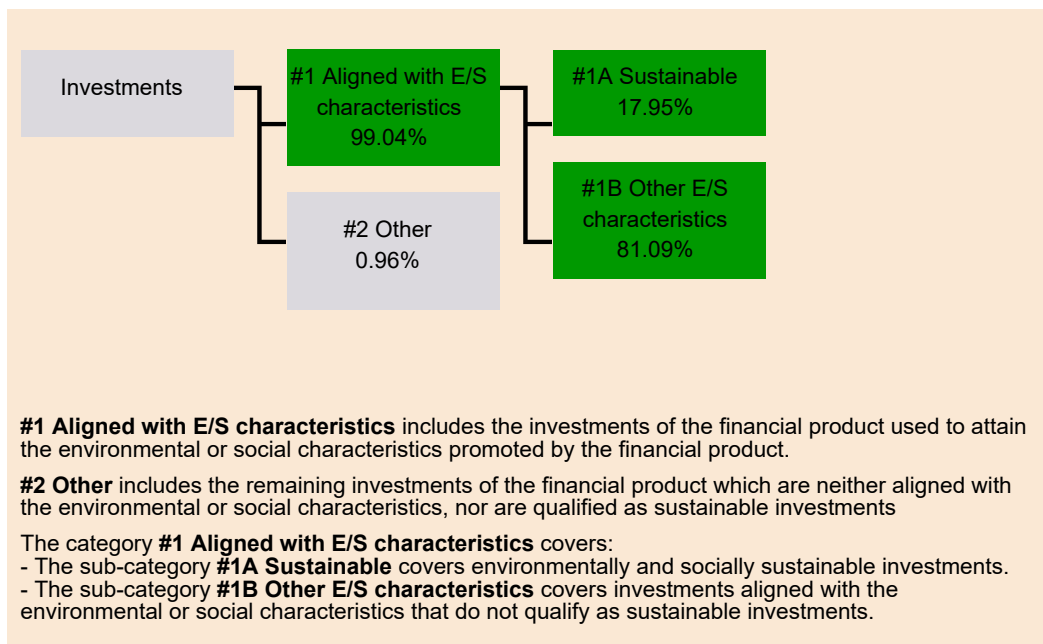 Investments
#1 Aligned with E/S
characteristics
99.04%
#1A Sustainable
17.95%
#2 Other
0.96%
#1B Other E/S
characteristics
81.09%
#1 Aligned with E/S characteristics includes the investments of the financial product used to attain
the environmental or social characteristics promoted by the financial product.
#2 Other includes the remaining investments of the financial product which are neither aligned with
the environmental or social characteristics, nor are qualified as sustainable investments
The category #1 Aligned with E/S characteristics covers:
- The sub-category #1A Sustainable covers environmentally and socially sustainable investments.
- The sub-category #1B Other E/S characteristics covers investments aligned with the
environmental or social characteristics that do not qualify as sustainable investments.